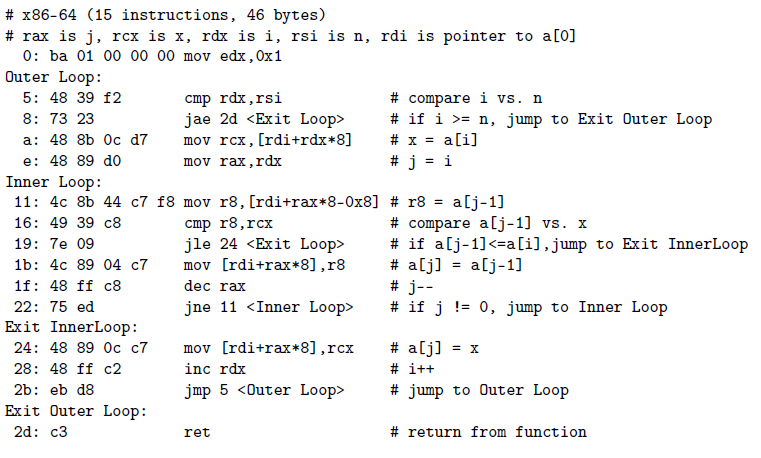 # x86-64 (15 instructions, 46 bytes)
# rax is j, rcx is x, rdx is i, rsi is n, rdi is pointer to a[0]
0: ba 01 00 00 00 mov edx,0x1
Outer Loop:
5: 48 39 f2 cmp rdx,rsi # compare i vs. n
8: 73 23 jae 2d <Exit Loop> # if i >= n, jump to Exit Outer Loop
a: 48 8b 0c d7 mov rcx,[rdi+rdx*8] # x = a[i]
e: 48 89 d0 mov rax,rdx # j = i
Inner Loop:
11: 4c 8b 44 c7 f8 mov r8,[rdi+rax*8-0x8] # r8 = a[j-1]
16: 49 39 c8 cmp r8,rcx # compare a[j-1] vs. x
19: 7e 09 jle 24 <Exit Loop> # if a[j-1]<=a[i],jump to Exit InnerLoop
1b: 4c 89 04 c7 mov [rdi+rax*8],r8 # a[j] = a[j-1]
1f: 48 ff c8 dec rax # j--
22: 75 ed jne 11 <Inner Loop> # if j != 0, jump to Inner Loop
Exit InnerLoop:
24: 48 89 0c c7 mov [rdi+rax*8],rcx # a[j] = x
28: 48 ff c2 inc rdx # i++
2b: eb d8 jmp 5 <Outer Loop> # jump to Outer Loop
Exit Outer Loop:
2d: c3 ret # return from function